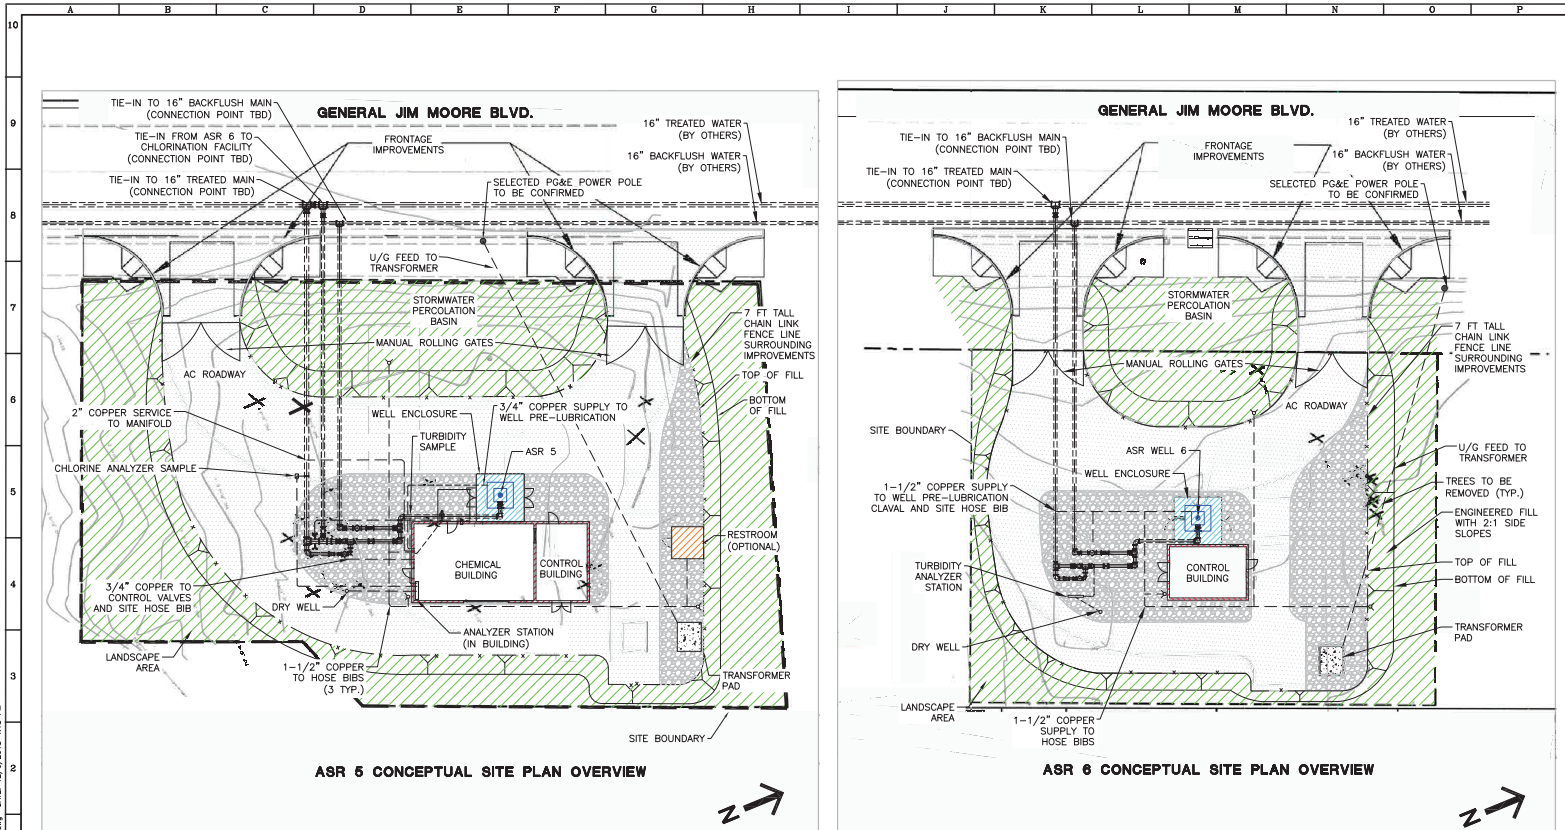 A B C D E F G H I J K L M N O P
10
9
8
7
6
5
4
3
2
GENERAL JIM MOORE BLVD.
TIE-IN TO 16" BACKFLUSH MAIN
(CONNECTION POINT TBD)
TIE-IN FROM ASR 6 TO
CHLORINATION FACILITY
(CONNECTION POINT TBD)
TIE-IN TO 16" TREATED MAIN
(CONNECTION POINT TBD)
FRONTAGE
IMPROVEMENTS
16" TREATED WATER
(BY OTHERS)
16" BACKFLUSH WATER
(BY OTHERS)
SELECTED PG&E POWER POLE
TO BE CONFIRMED
U/G FEED TO
TRANSFORMER
STORMWATER
PERCOLATION
BASIN
MANUAL ROLLING GATES
7 FT TALL
CHAIN LINK
FENCE LINE
SURROUNDING
IMPROVEMENTS
AC ROADWAY
TOP OF FILL
BOTTOM
OF FILL
2" COPPER SERVICE
TO MANIFOLD
WELL ENCLOSURE
3/4" COPPER SUPPLY TO
WELL PRE-LUBRICATION
TURBIDITY
SAMPLE
ASR 5
CHLORINE ANALYZER SAMPLE
RESTROOM
(OPTIONAL)
CHEMICAL
BUILDING
CONTROL
BUILDING
3/4" COPPER TO
CONTROL VALVES
AND SITE HOSE BIB
DRY WELL
ANALYZER STATION
(IN BUILDING)
LANDSCAPE
AREA
1-1/2" COPPER
TO HOSE BIBS
(3 TYP.)
TRANSFORMER
PAD
SITE BOUNDARY
ASR 5 CONCEPTUAL SITE PLAN OVERVIEW
N
GENERAL JIM MOORE BLVD.
TIE-IN TO 16" BACKFLUSH MAIN
(CONNECTION POINT TBD)
TIE-IN TO 16" TREATED MAIN
(CONNECTION POINT TBD)
FRONTAGE
IMPROVEMENTS
16" TREATED WATER
(BY OTHERS)
16" BACKFLUSH WATER
(BY OTHERS)
SELECTED PG&E POWER POLE
TO BE CONFIRMED
STORMWATER
PERCOLATION
BASIN
MANUAL ROLLING GATES
7 FT TALL
CHAIN LINK
FENCE LINE
SURROUNDING
IMPROVEMENTS
AC ROADWAY
SITE BOUNDARY
ASR WELL 6
WELL ENCLOSURE
U/G FEED TO
TRANSFORMER
1-1/2" COPPER SUPPLY
TO WELL PRE-LUBRICATION
CLAVAL AND SITE HOSE BIB
TREES TO BE
REMOVED (TYP.)
ENGINEERED FILL
WITH 2:1 SIDE
SLOPES
TURBIDITY
ANALYZER
STATION
CONTROL
BUILDING
TOP OF FILL
BOTTOM OF FILL
DRY WELL
TRANSFORMER
PAD
LANDSCAPE
AREA
1-1/2" COPPER
SUPPLY TO
HOSE BIBS
ASR 6 CONCEPTUAL SITE PLAN OVERVIEW
N